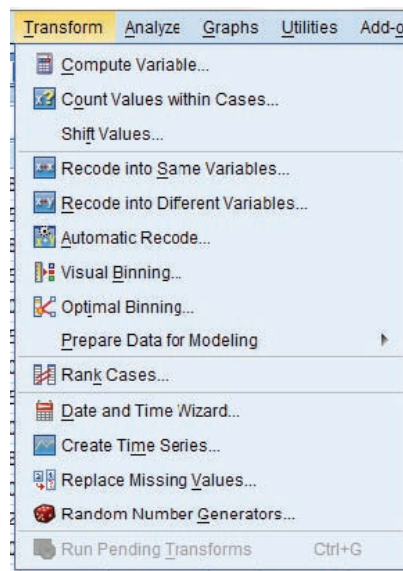 Transform Analyze Graphs Utilities Add-o
Compute Variable...
Count Values within Cases...
Shift Values...
Recode into Same Variables...
Recode into Different Variables...
Automatic Recode...
Visual Binning...
Optimal Binning...
Prepare Data for Modeling
Rank Cases...
Date and Time Wizard...
Create Time Series...
Replace Missing Values...
Random Number Generators...
Run Pending Transforms Ctrl+G